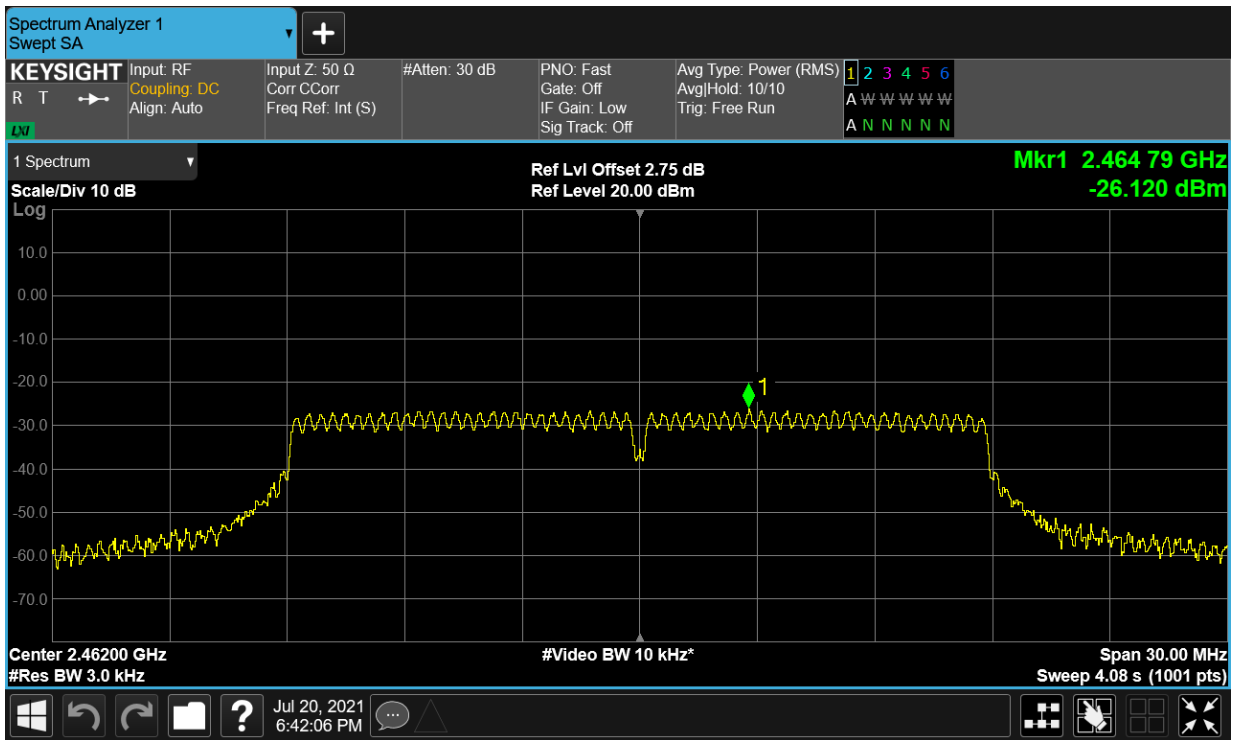 Spectrum Analyzer 1
Swept SA
KEYSIGHT
R T
LXI
Input: RF
Coupling: DC
Align: Auto
Input Z: 50 Ω
Corr CCorr
Freq Ref: Int (S)
#Atten: 30 dB
PNO: Fast
Gate: Off
IF Gain: Low
Sig Track: Off
Avg Type: Power (RMS)
Avg|Hold: 10/10
Trig: Free Run
1 2 3 4 5 6
A W W W W W
A N N N N N
1 Spectrum
Scale/Div 10 dB
Ref Lvl Offset 2.75 dB
Ref Level 20.00 dBm
Mkr1 2.464 79 GHz
-26.120 dBm
Log
10.0
0.00
-10.0
-20.0
-30.0
-40.0
-50.0
-60.0
-70.0
1
Center 2.46200 GHz
#Res BW 3.0 kHz
#Video BW 10 kHz*
Span 30.00 MHz
Sweep 4.08 s (1001 pts)
?
Jul 20, 2021
6:42:06 PM